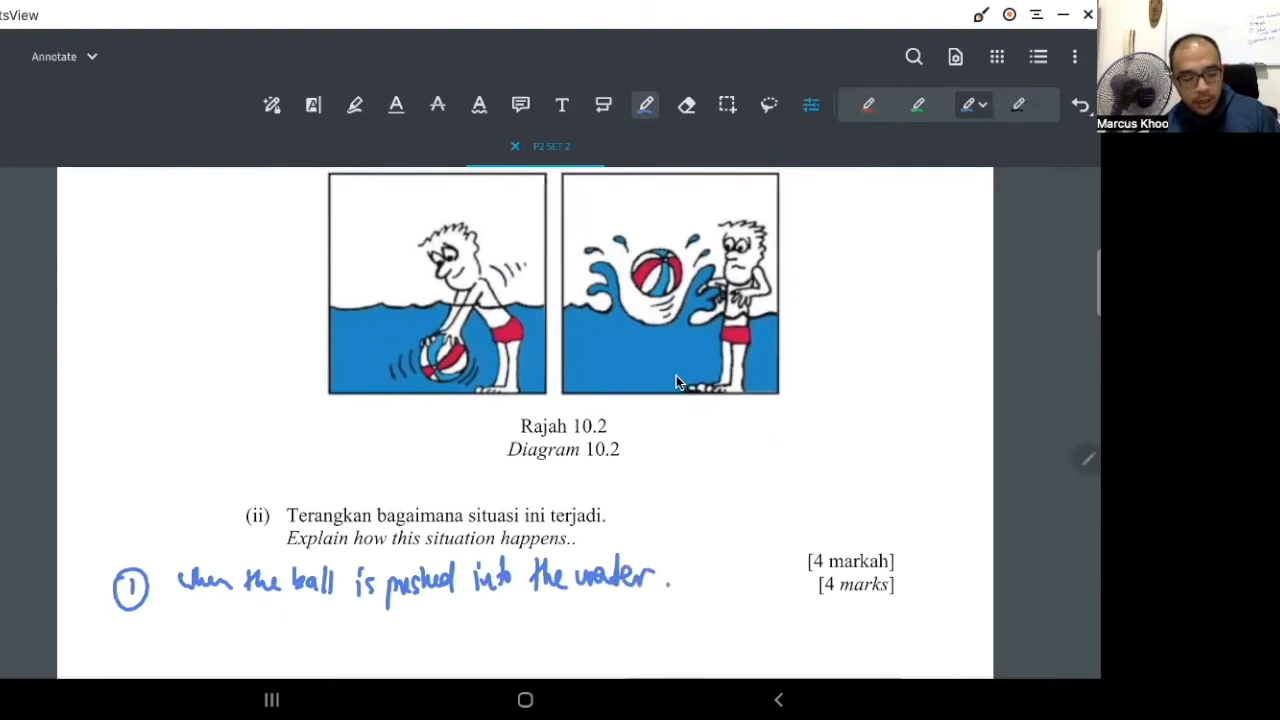 tsView
Annotate
Marcus Khoo
P2 SET 2
Rajah 10.2
Diagram 10.2
(ii) Terangkan bagaimana situasi ini terjadi.
Explain how this situation happens..
[4 markah]
[4 marks]
① when the ball is pushed into the water.